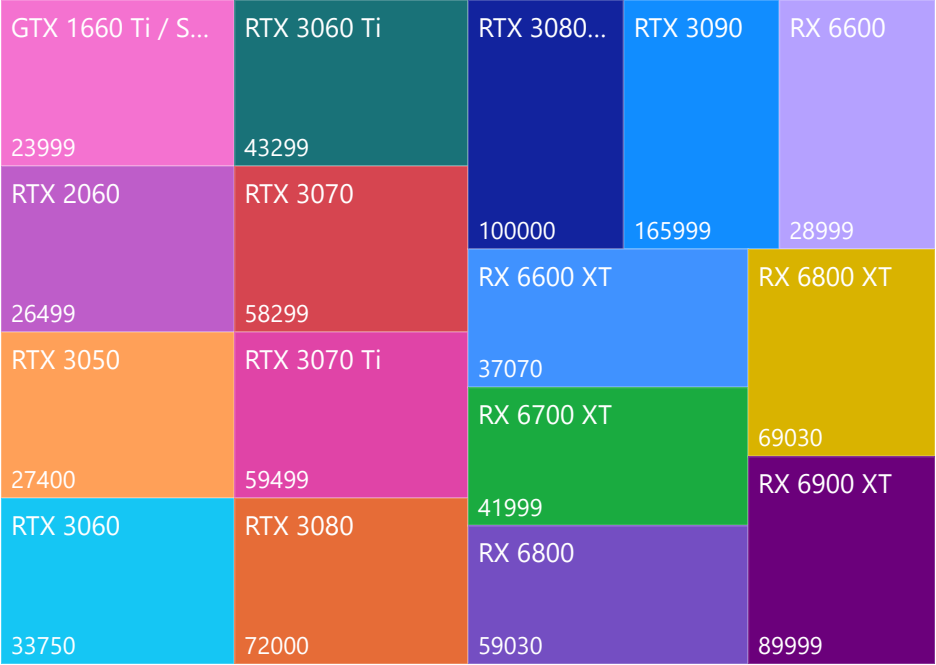 GTX 1660 Ti / S...
23999
RTX 2060
26499
RTX 3050
27400
RTX 3060
33750
RTX 3060 Ti
43299
RTX 3070
58299
RTX 3070 Ti
59499
RTX 3080
72000
RTX 3080...
100000
RTX 3090
165999
RX 6600
28999
RX 6600 XT
37070
RX 6700 XT
41999
RX 6800
59030
RX 6800 XT
69030
RX 6900 XT
89999